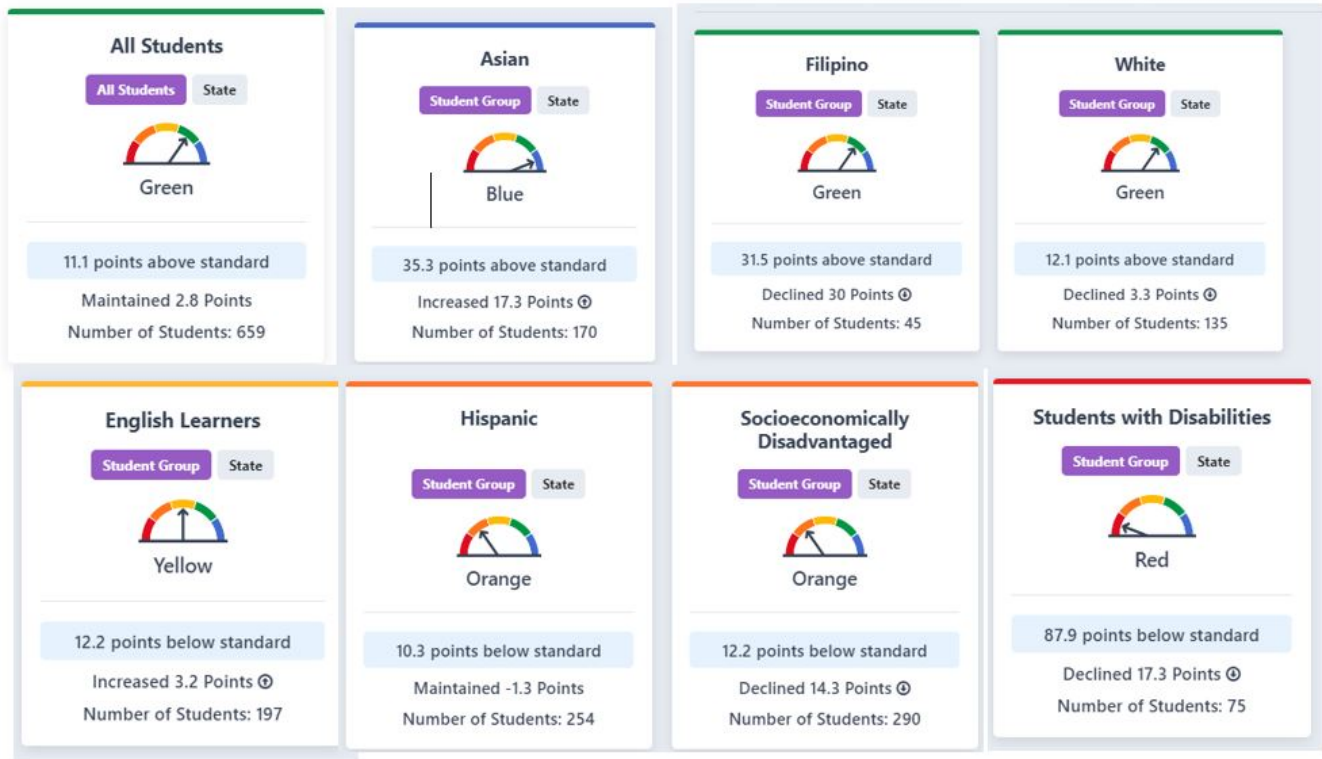 All Students
All Students State
Green
11.1 points above standard
Maintained 2.8 Points
Number of Students: 659
Asian
Student Group State
Blue
35.3 points above standard
Increased 17.3 Points
Number of Students: 170
Filipino
Student Group State
Green
31.5 points above standard
Declined 30 Points
Number of Students: 45
White
Student Group State
Green
12.1 points above standard
Declined 3.3 Points
Number of Students: 135
English Learners
Student Group State
Yellow
12.2 points below standard
Increased 3.2 Points
Number of Students: 197
Hispanic
Student Group State
Orange
10.3 points below standard
Maintained -1.3 Points
Number of Students: 254
Socioeconomically
Disadvantaged
Student Group State
Orange
12.2 points below standard
Declined 14.3 Points
Number of Students: 290
Students with Disabilities
Student Group State
Red
87.9 points below standard
Declined 17.3 Points
Number of Students: 75